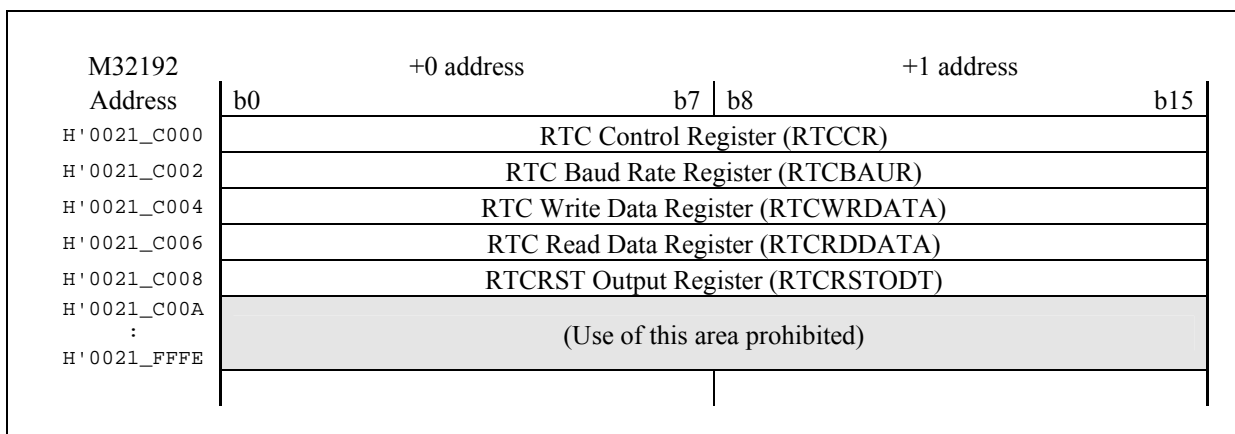 M32192 +0 address +1 address
Address b0 b7 b8 b15
H'0021_C000 RTC Control Register (RTCCR)
H'0021_C002 RTC Baud Rate Register (RTCBAUR)
H'0021_C004 RTC Write Data Register (RTCWRDATA)
H'0021_C006 RTC Read Data Register (RTCRDDATA)
H'0021_C008 RTCRST Output Register (RTCRSTODT)
H'0021_C00A
: (Use of this area prohibited)
H'0021_FFFE